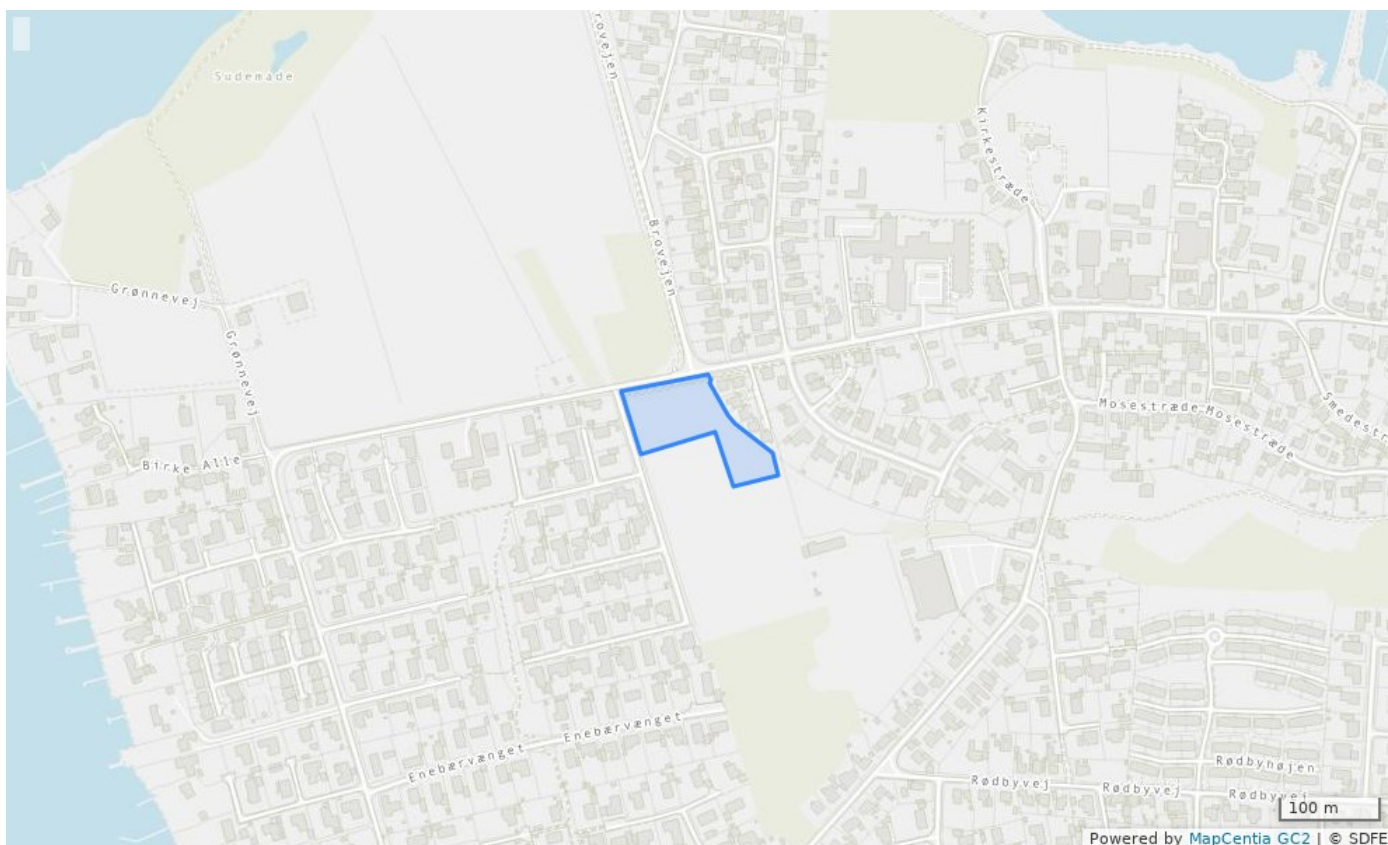 Brovejen
Sudemade
Kirkestræde
Brovejen
Grønnevej
Grønnevej
Mosestræde
Mosestræde
Birke Alle
Enebærvænget
Enebærvænget
Rødbyhøjen
Rødbyvej
Rødbyvej
Rødbyvej
100 m
Powered by MapCentia GC2 | © SDFE